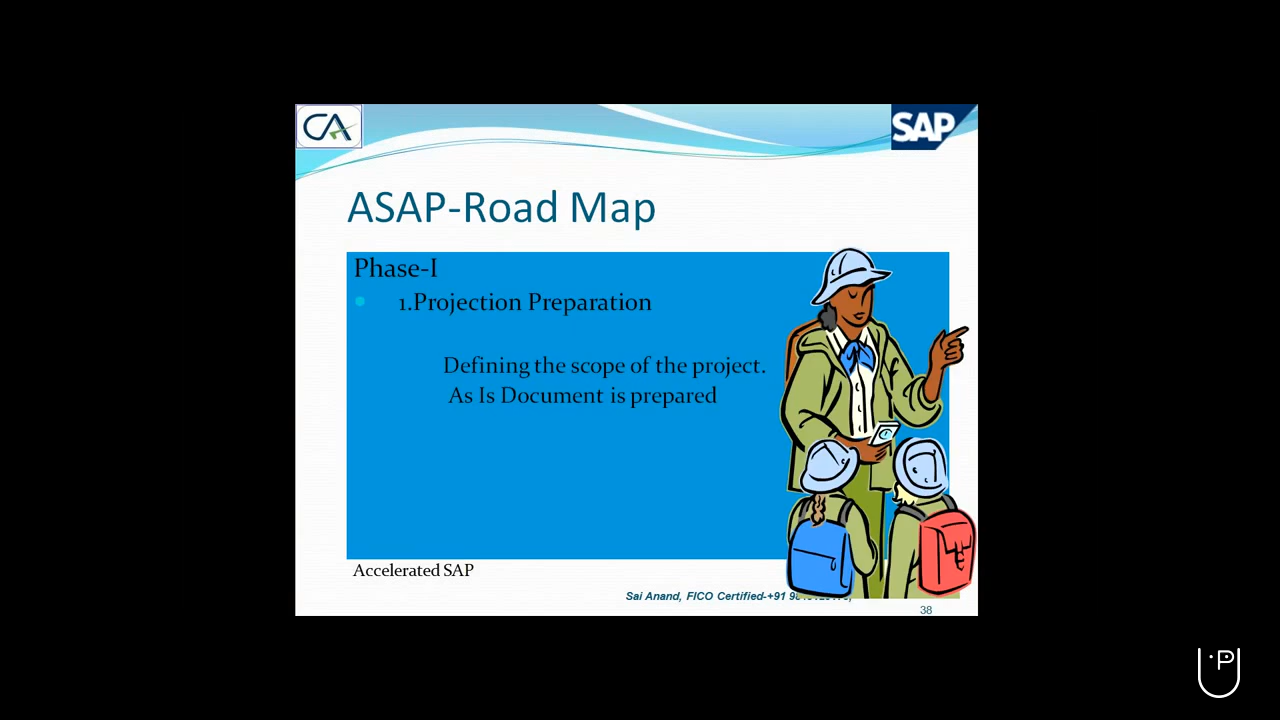 CA
SAP
ASAP-Road Map
Phase-I
1.Projection Preparation
Defining the scope of the project.
As Is Document is prepared
Accelerated SAP
Sai Anand, FICO Certified-+91
38
UP